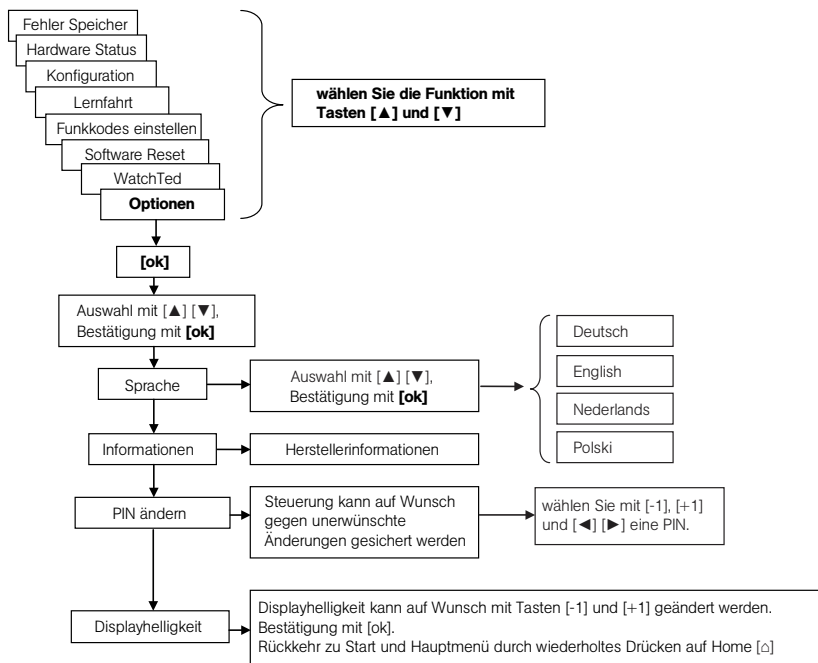 Fehler Speicher
Hardware Status
Konfiguration
Lernfahrt
Funkkodes einstellen
Software Reset
WatchTed
Optionen
wählen Sie die Funktion mit
Tasten [▲] und [▼]
[ok]
Auswahl mit [▲] [▼],
Bestätigung mit [ok]
Sprache
Auswahl mit [▲] [▼],
Bestätigung mit [ok]
Deutsch
English
Nederlands
Polski
Informationen
Herstellerinformationen
PIN ändern
Steuerung kann auf Wunsch
gegen unerwünschte
Änderungen gesichert werden
wählen Sie mit [-1], [+1]
und [◄] [►] eine PIN.
Displayhelligkeit
Displayhelligkeit kann auf Wunsch mit Tasten [-1] und [+1] geändert werden.
Bestätigung mit [ok].
Rückkehr zu Start und Hauptmenü durch wiederholtes Drücken auf Home [⌂]